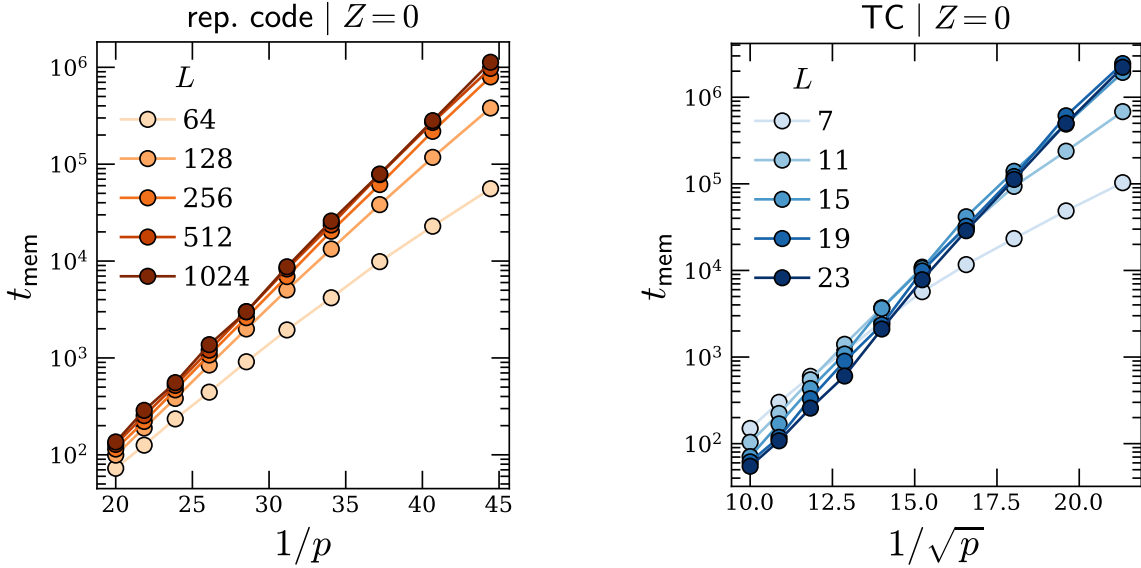 rep. code | Z = 0
t_mem
10^6
10^5
10^4
10^3
10^2
L
64
128
256
512
1024
20 25 30 35 40 45
1/p
TC | Z = 0
t_mem
10^6
10^5
10^4
10^3
10^2
L
7
11
15
19
23
10.0 12.5 15.0 17.5 20.0
1/√p